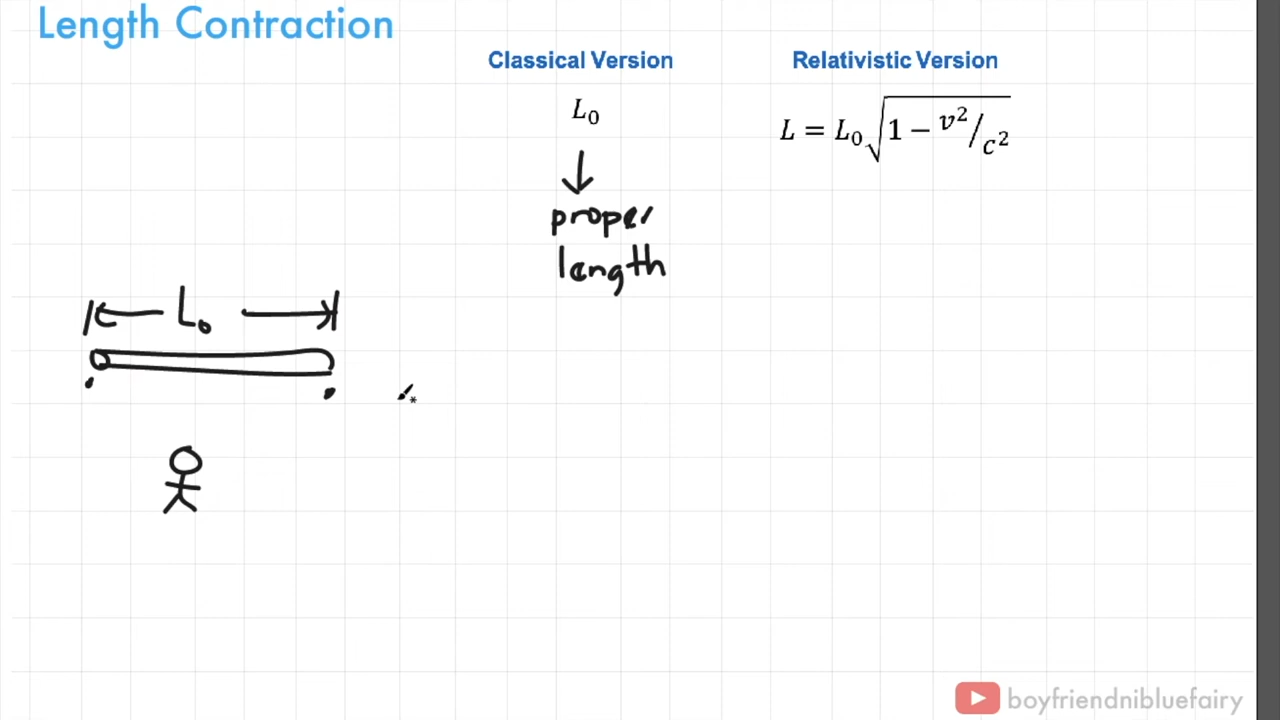 Length Contraction
Classical Version
L₀
proper
length
Relativistic Version
L = L₀√(1 − v²/c²)
L₀
boyfriendnibluefairy